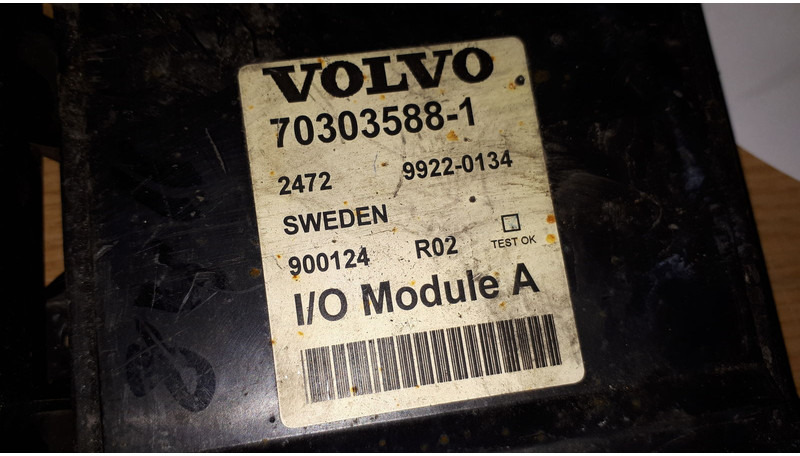 VOLVO
70303588-1
2472 9922-0134
SWEDEN
900124 R02 TEST OK
I/O Module A